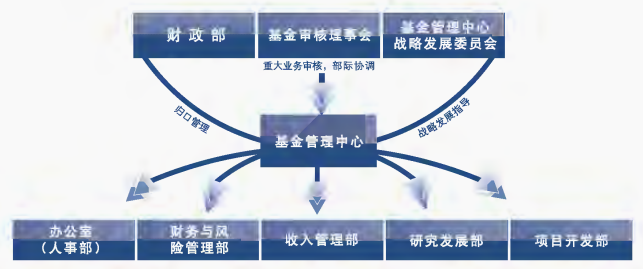 财政部
基金审核理事会
基金管理中心
战略发展委员会
重大业务审核，部际协调
归口管理
战略发展指导
基金管理中心
办公室
（人事部）
财务与风
险管理部
收入管理部
研究发展部
项目开发部